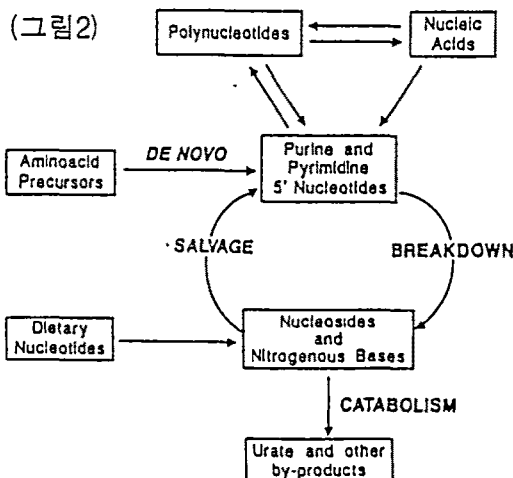 (그림2)
Polynucleotides
Nucleic
Acids
Aminoacid
Precursors
DE NOVO
Purine and
Pyrimidine
5' Nucleotides
SALVAGE
BREAKDOWN
Dietary
Nucleotides
Nucleosides
and
Nitrogenous Bases
CATABOLISM
Urate and other
by-products